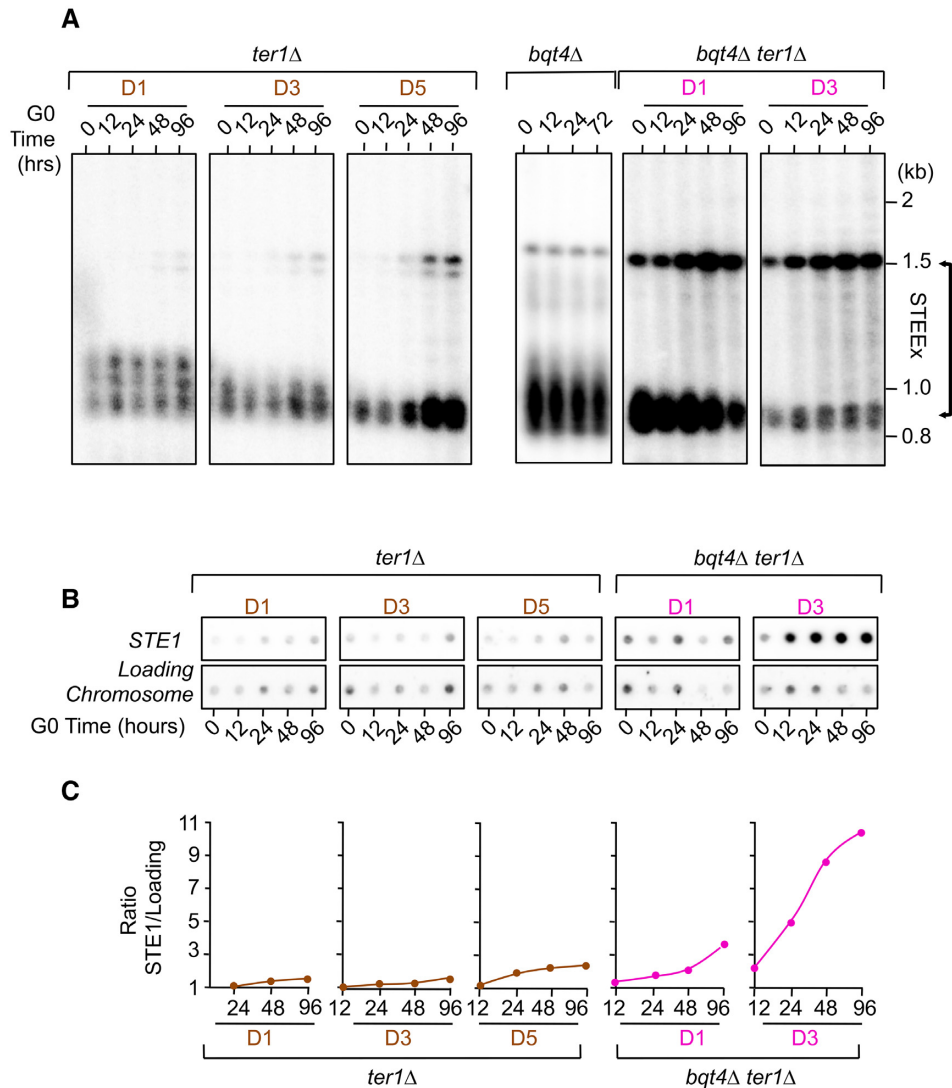 A
ter1Δ bqt4Δ bqt4Δ ter1Δ
D1 D3 D5 D1 D3
G0 Time (hrs)
0 12 24 48 96 0 12 24 48 96 0 12 24 48 96 0 12 24 72 0 12 24 48 96 0 12 24 48 96
(kb)
2
1.5
STEEx
1.0
0.8
ter1Δ bqt4Δ ter1Δ
B
D1 D3 D5 D1 D3
STE1
Loading
Chromosome
G0 Time (hours) 0 12 24 48 96 0 12 24 48 96 0 12 24 48 96 0 12 24 48 96 0 12 24 48 96
C
Ratio
STE1/Loading
11
9
7
5
3
1
24 48 96 12 24 48 96 12 24 48 96 12 24 48 96 12 24 48 96
D1 D3 D5 D1 D3
ter1Δ bqt4Δ ter1Δ